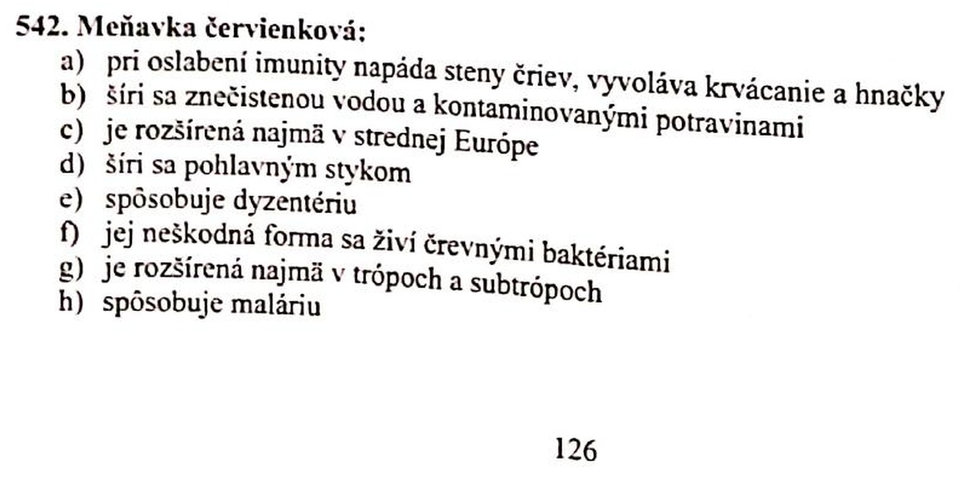 542. Meňavka červienková:
a) pri oslabení imunity napáda steny čriev, vyvoláva krvácanie a hnačky
b) šíri sa znečistenou vodou a kontaminovanými potravinami
c) je rozšírená najmä v strednej Európe
d) šíri sa pohlavným stykom
e) spôsobuje dyzentériu
f) jej neškodná forma sa živí črevnými baktériami
g) je rozšírená najmä v trópoch a subtrópoch
h) spôsobuje maláriu
126